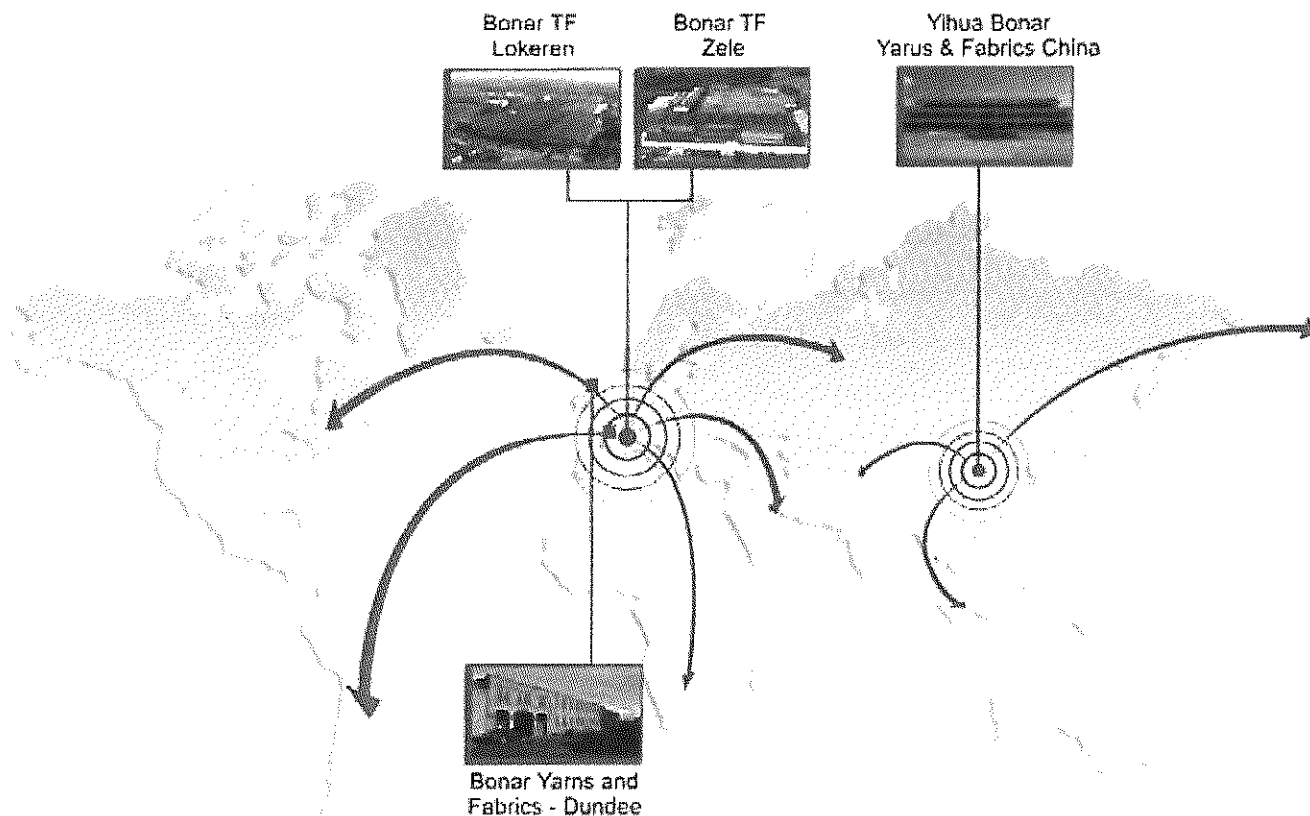 Bonar TF
Lokeren
Bonar TF
Zele
Yihua Bonar
Yarus & Fabrics China
Bonar Yarns and
Fabrics - Dundee